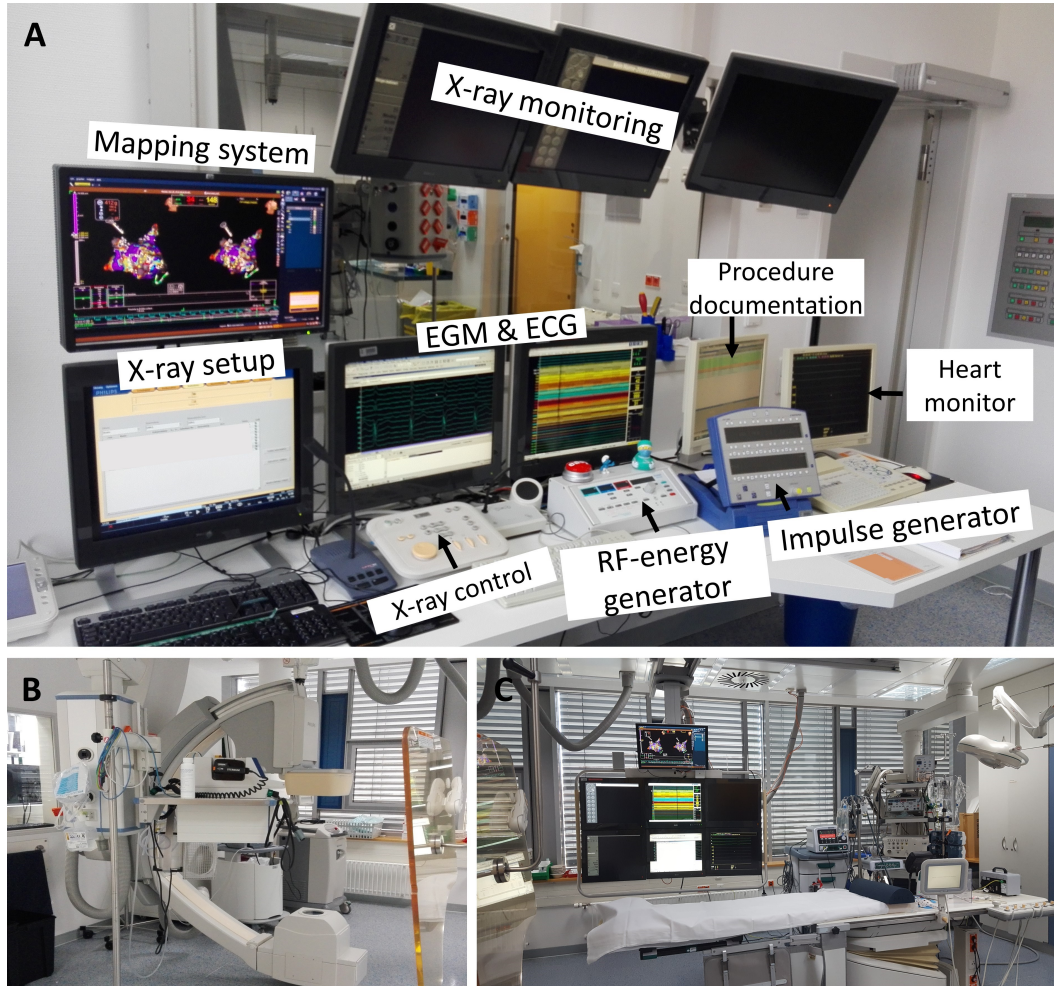 A
X-ray monitoring
Mapping system
Procedure
documentation
EGM & ECG
X-ray setup
Heart
monitor
Impulse generator
RF-energy
generator
X-ray control
B
C